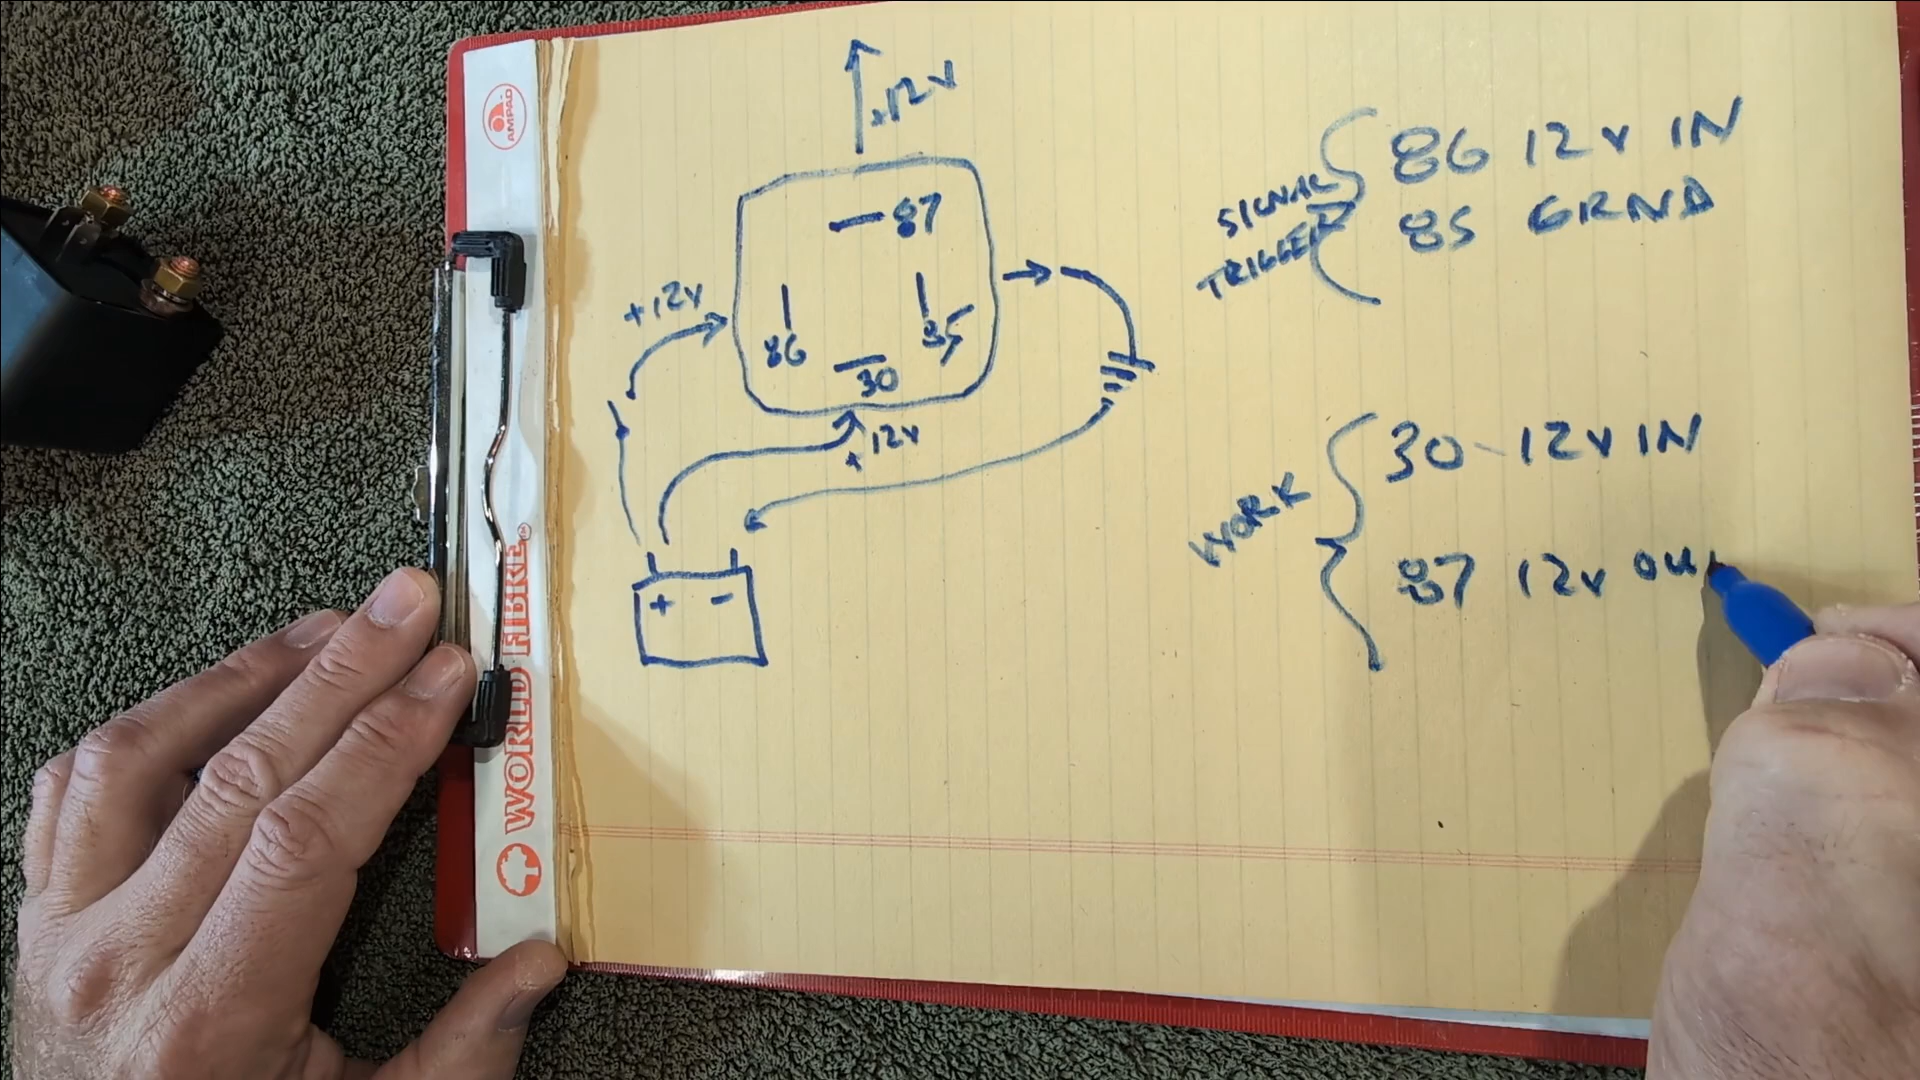 AMPAD
WORLD FIBRE
+12v
87
+12v
86
85
30
+12v
+ -
SIGNAL
TRIGGER
86 12v IN
85 GRND
WORK
30 - 12v IN
87 12v OU